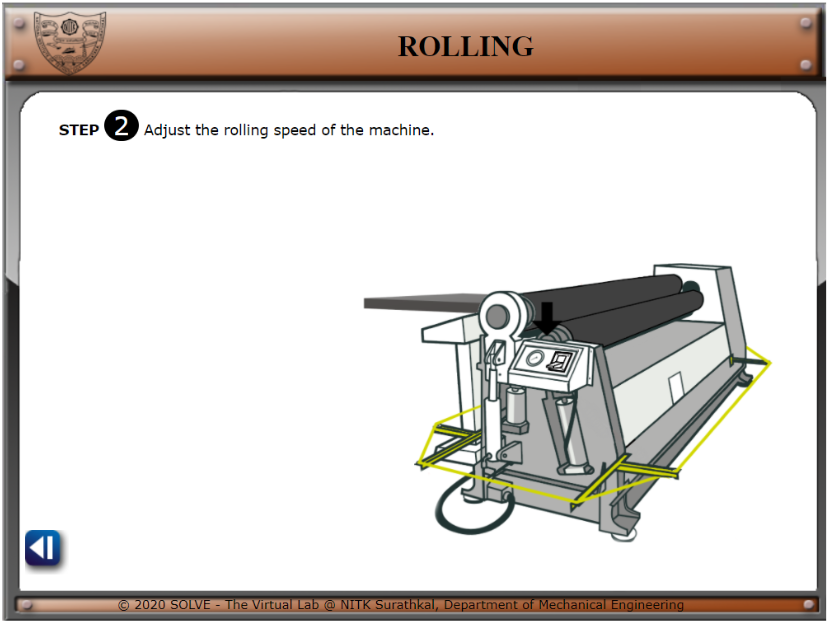 ROLLING
STEP 2 Adjust the rolling speed of the machine.
© 2020 SOLVE - The Virtual Lab @ NITK Surathkal, Department of Mechanical Engineering